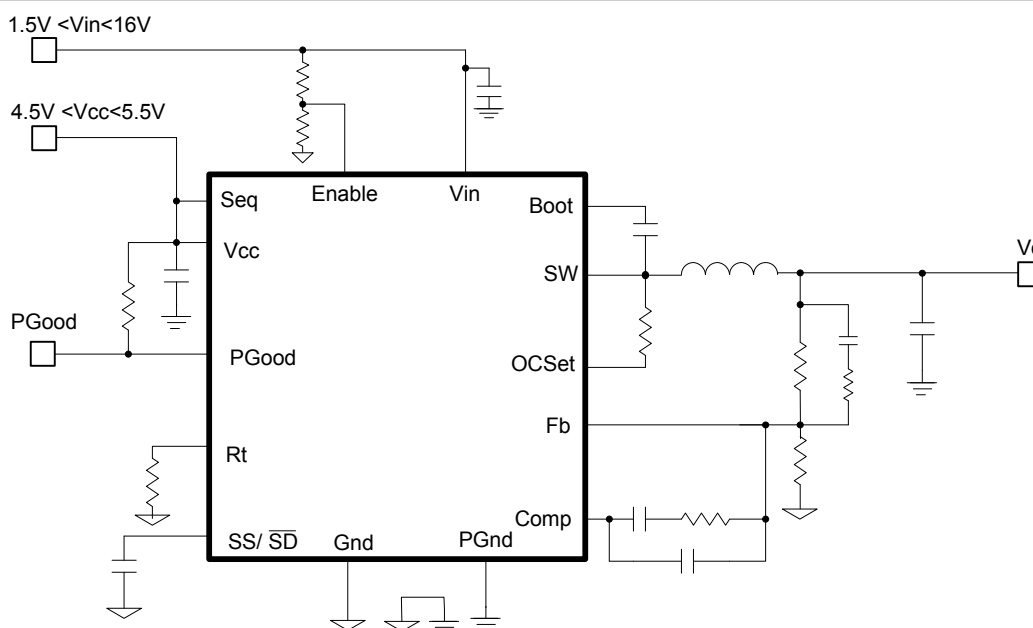 1.5V <Vin<16V
4.5V <Vcc<5.5V
Seq
Enable
Vin
Boot
Vcc
SW
PGood
PGood
OCSet
Fb
Rt
Comp
SS/ SD
Gnd
PGnd